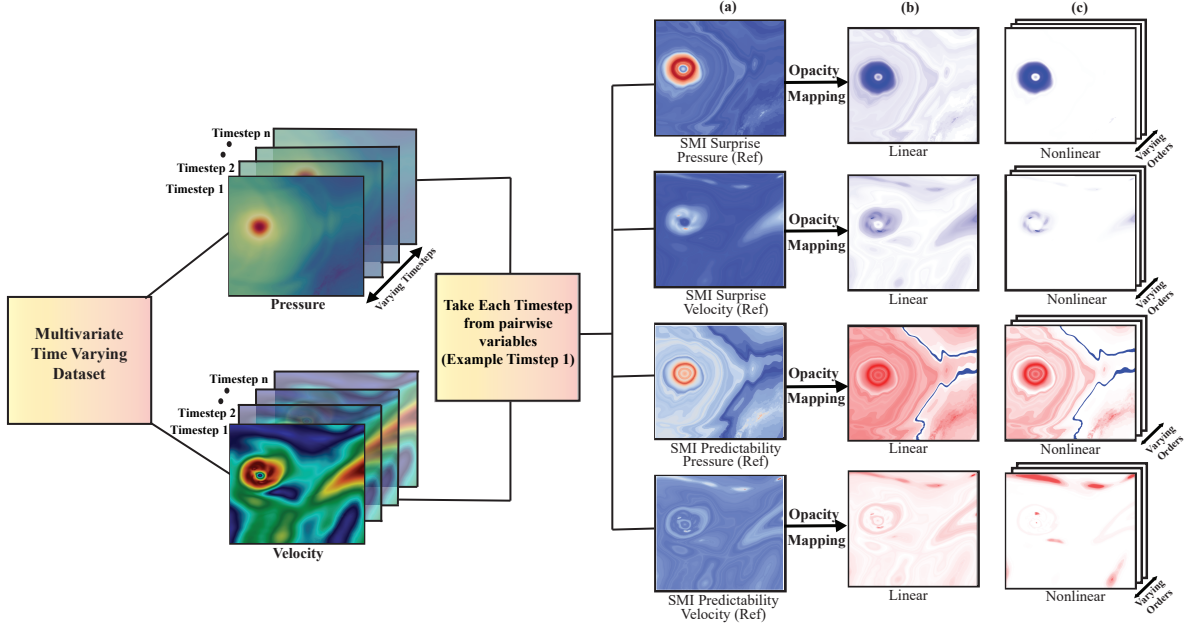 (a)
(b)
(c)
Multivariate
Time Varying
Dataset
Timestep n
Timestep 2
Timestep 1
Varying Timesteps
Pressure
Timestep n
Timestep 2
Timestep 1
Velocity
Take Each Timestep
from pairwise
variables
(Example Timstep 1)
SMI Surprise
Pressure (Ref)
Opacity
Mapping
Linear
Nonlinear
Varying
Orders
SMI Surprise
Velocity (Ref)
Opacity
Mapping
Linear
Nonlinear
Varying
Orders
SMI Predictability
Pressure (Ref)
Opacity
Mapping
Linear
Nonlinear
Varying
Orders
SMI Predictability
Velocity (Ref)
Opacity
Mapping
Linear
Nonlinear
Varying
Orders